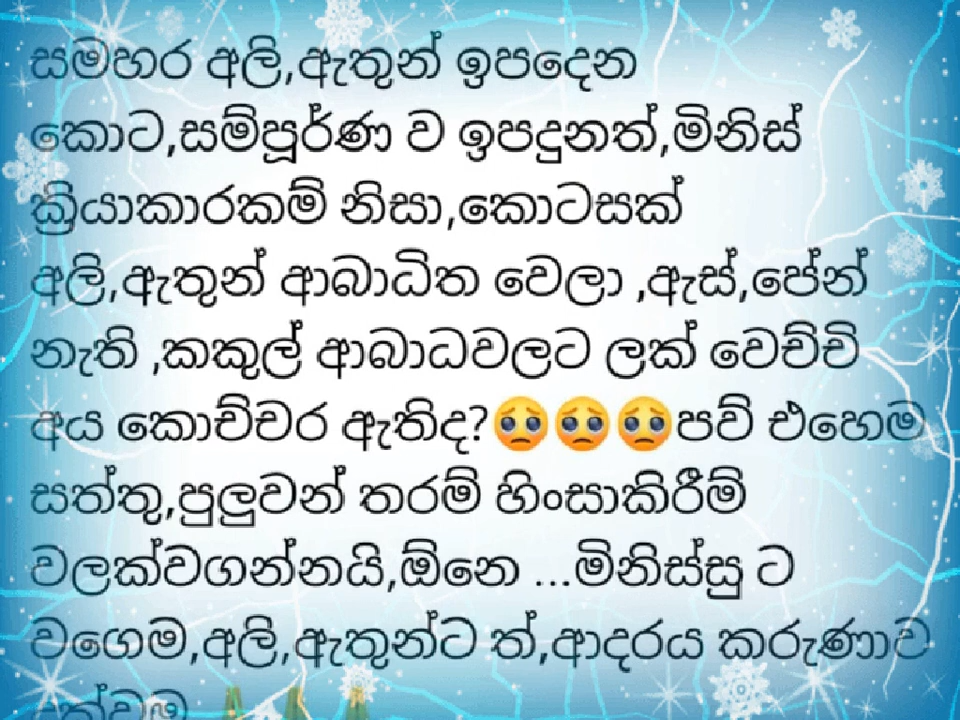 සමහර අලි,ඇතුන් ඉපදෙන
කොට,සම්පූර්ණ ව ඉපදුනත්,මිනිස්
ක්‍රියාකාරකම් නිසා,කොටසක්
අලි,ඇතුන් ආබාධිත වෙලා ,ඇස්,පේන්
නැති ,කකුල් ආබාධවලට ලක් වෙච්චි
අය කොච්චර ඇතිද?🥺🥺🥺පව් එහෙම
සත්තු,පුලුවන් තරම් හිංසාකිරීම්
වලක්වගන්නයි,ඕනෙ ...මිනිස්සු ට
වගෙම,අලි,ඇතුන්ට ත්,ආදරය කරුණාව